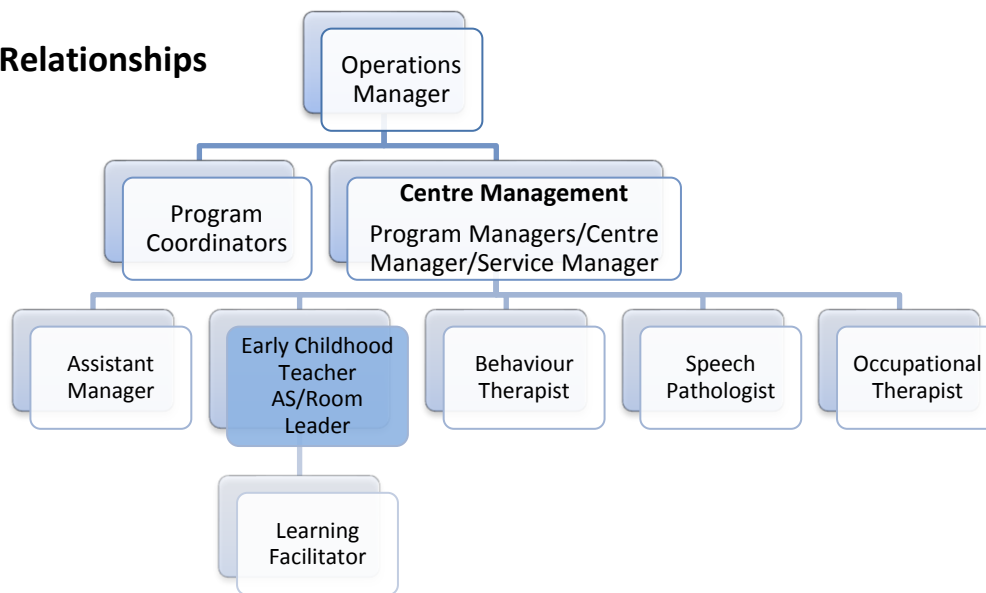 Relationships
Operations
Manager
Program
Coordinators
Centre Management
Program Managers/Centre
Manager/Service Manager
Assistant
Manager
Early Childhood
Teacher
AS/Room
Leader
Behaviour
Therapist
Speech
Pathologist
Occupational
Therapist
Learning
Facilitator